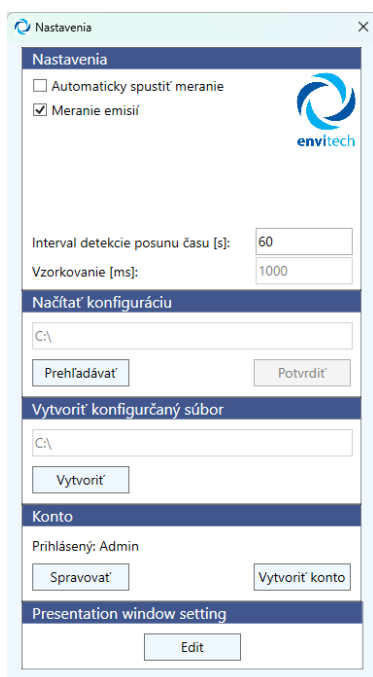 Nastavenia
Nastavenia
Automaticky spustiť meranie
Meranie emisií
envitech
Interval detekcie posunu času [s]: 60
Vzorkovanie [ms]: 1000
Načítať konfiguráciu
C:\
Prehľadávať Potvrdiť
Vytvoriť konfigurčaný súbor
C:\
Vytvoriť
Konto
Prihlásený: Admin
Spravovať Vytvoriť konto
Presentation window setting
Edit